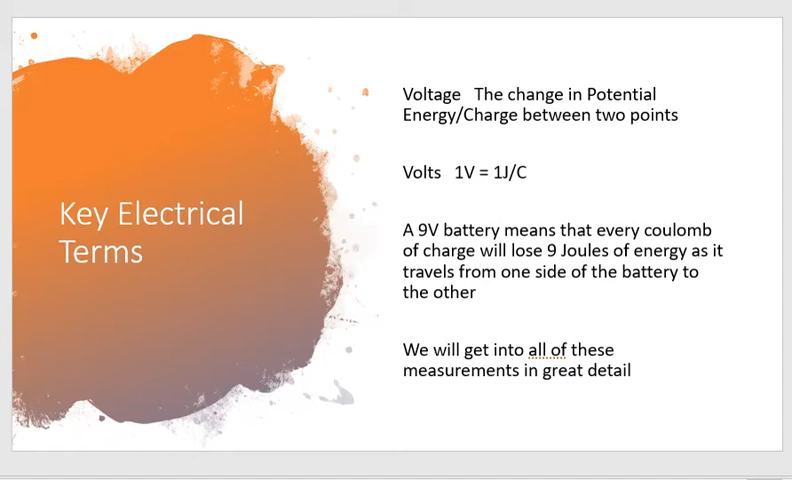 Key Electrical
Terms
Voltage   The change in Potential
Energy/Charge between two points
Volts   1V = 1J/C
A 9V battery means that every coulomb
of charge will lose 9 Joules of energy as it
travels from one side of the battery to
the other
We will get into all of these
measurements in great detail